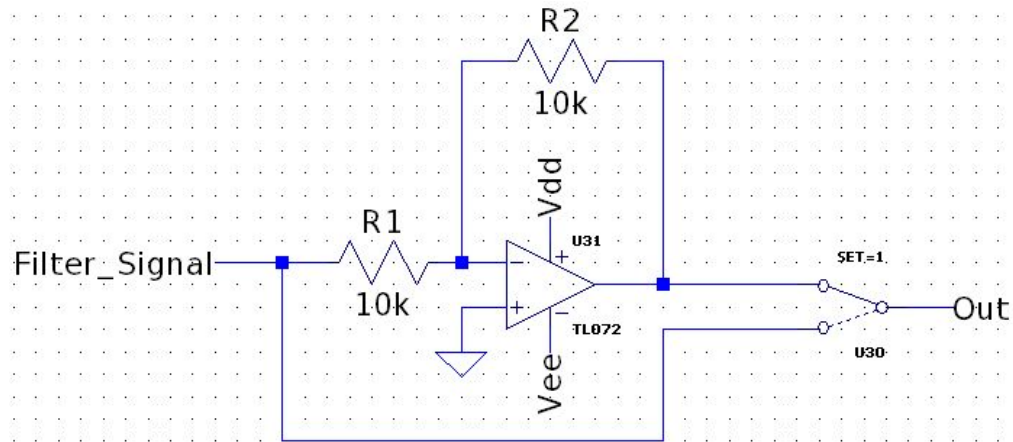 R2
10k
Vdd
U31
R1
+
Filter_Signal
−
SET=1
10k
+
Out
−
TL072
U30
Vee